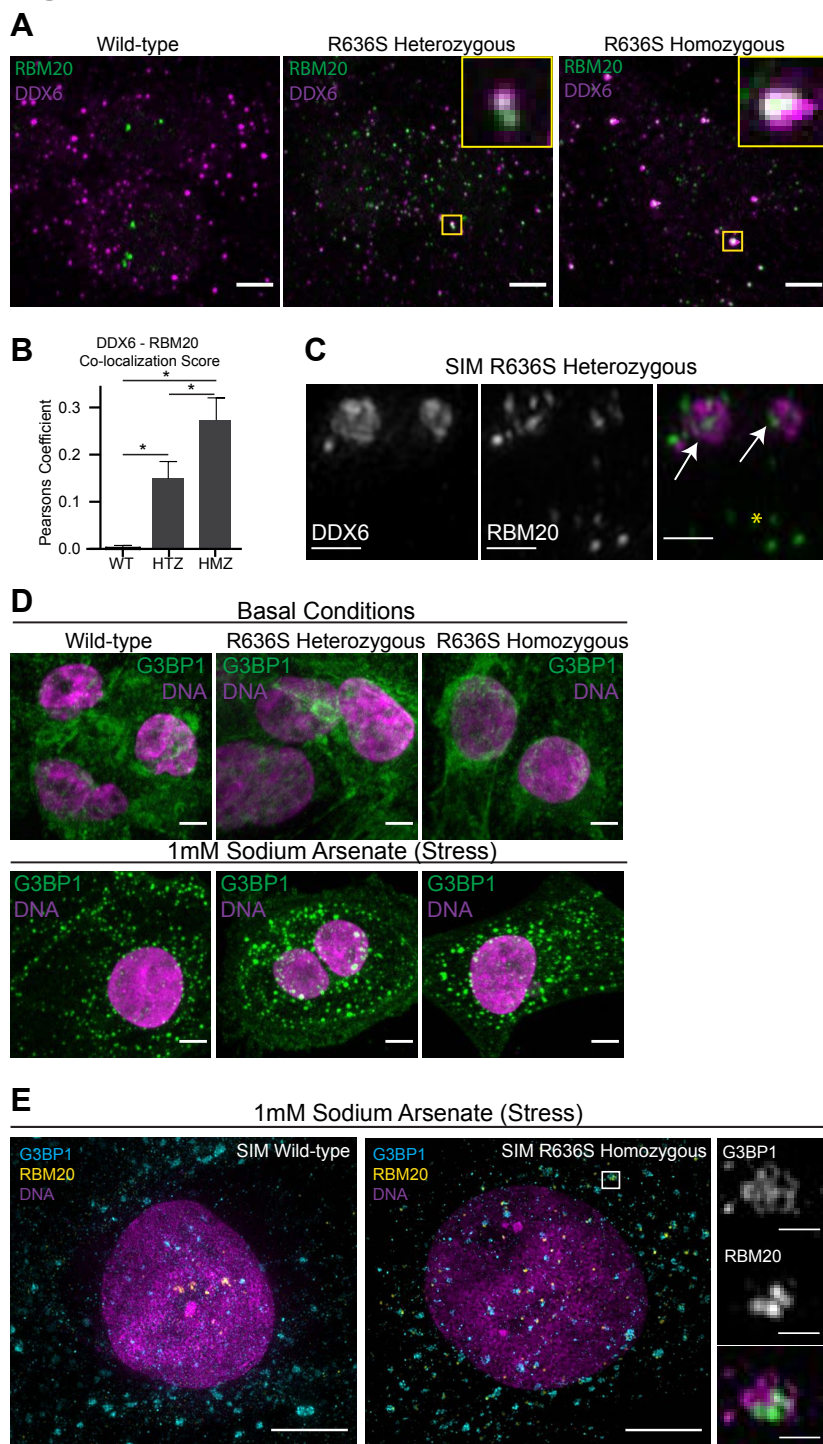 A
Wild-type
R636S Heterozygous
R636S Homozygous
RBM20
DDX6
RBM20
DDX6
RBM20
DDX6
B
DDX6 - RBM20
Co-localization Score
* 
*
*
Pearsons Coefficient
0.3
0.2
0.1
0.0
WT
HTZ
HMZ
C
SIM R636S Heterozygous
DDX6
RBM20
*
D
Basal Conditions
Wild-type
R636S Heterozygous
R636S Homozygous
G3BP1
DNA
G3BP1
DNA
G3BP1
DNA
1mM Sodium Arsenate (Stress)
G3BP1
DNA
G3BP1
DNA
G3BP1
DNA
E
1mM Sodium Arsenate (Stress)
G3BP1
RBM20
DNA
SIM Wild-type
G3BP1
RBM20
DNA
SIM R636S Homozygous
G3BP1
RBM20